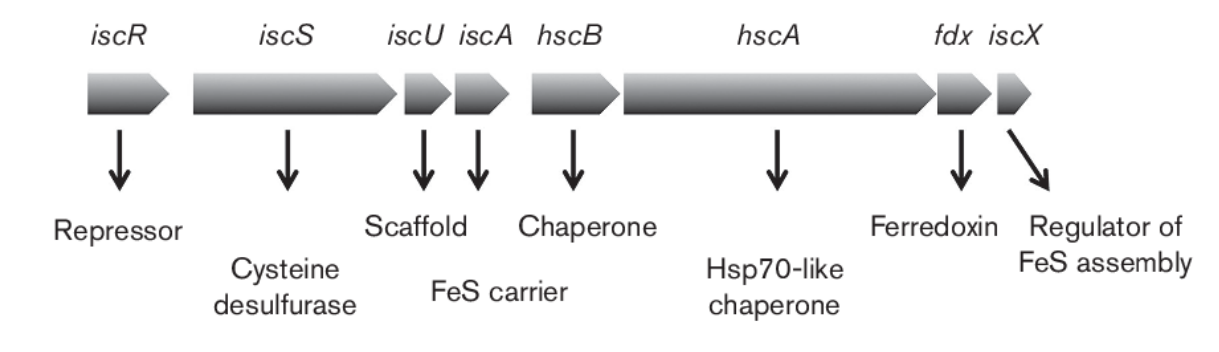 iscR iscS iscU iscA hscB hscA fdx iscX
Repressor
Cysteine
desulfurase
Scaffold
FeS carrier
Chaperone
Hsp70-like
chaperone
Ferredoxin
Regulator of
FeS assembly